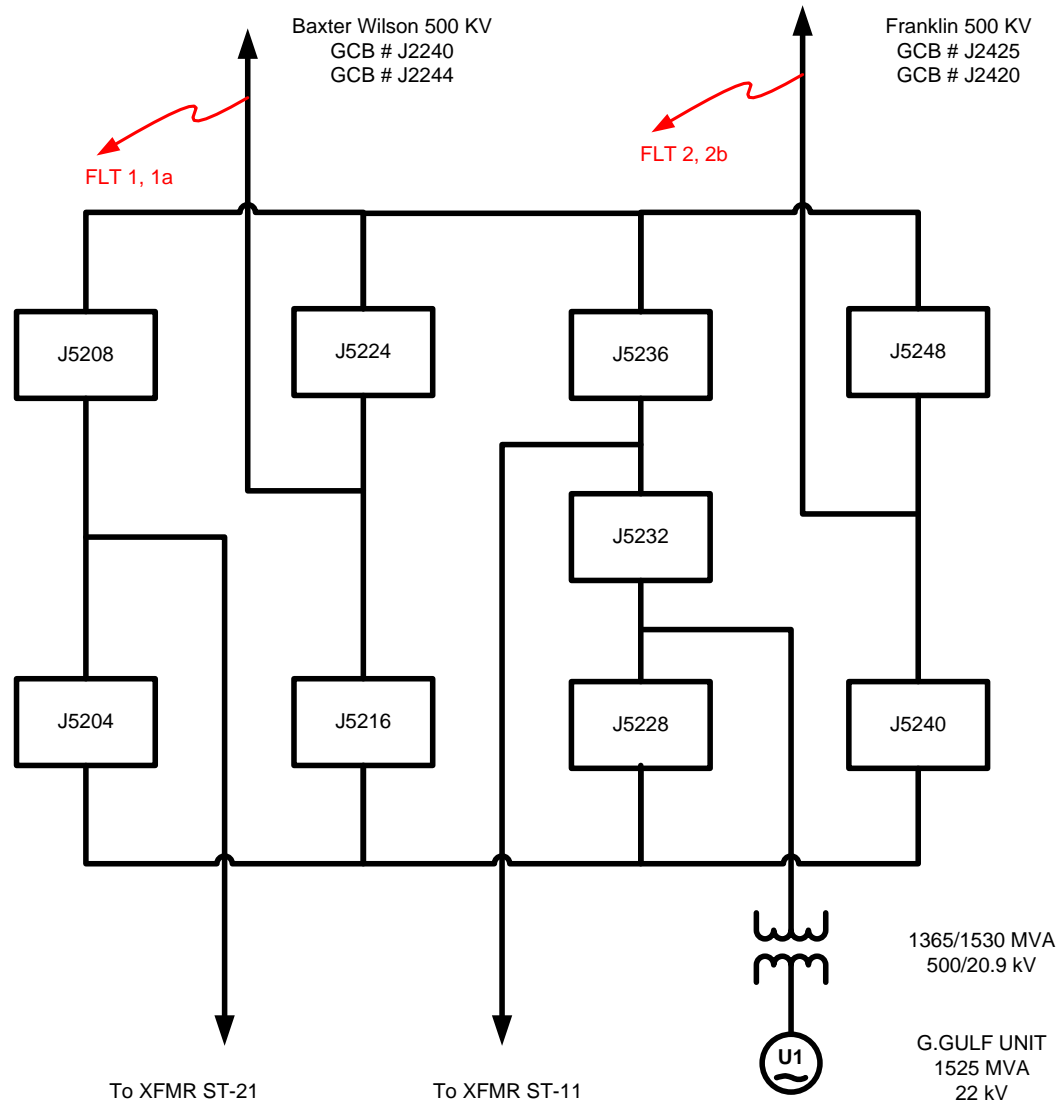 Baxter Wilson 500 KV
GCB # J2240
GCB # J2244
Franklin 500 KV
GCB # J2425
GCB # J2420
FLT 1, 1a
FLT 2, 2b
J5208
J5224
J5236
J5248
J5232
J5204
J5216
J5228
J5240
1365/1530 MVA
500/20.9 kV
U1
G.GULF UNIT
1525 MVA
22 kV
To XFMR ST-21
To XFMR ST-11